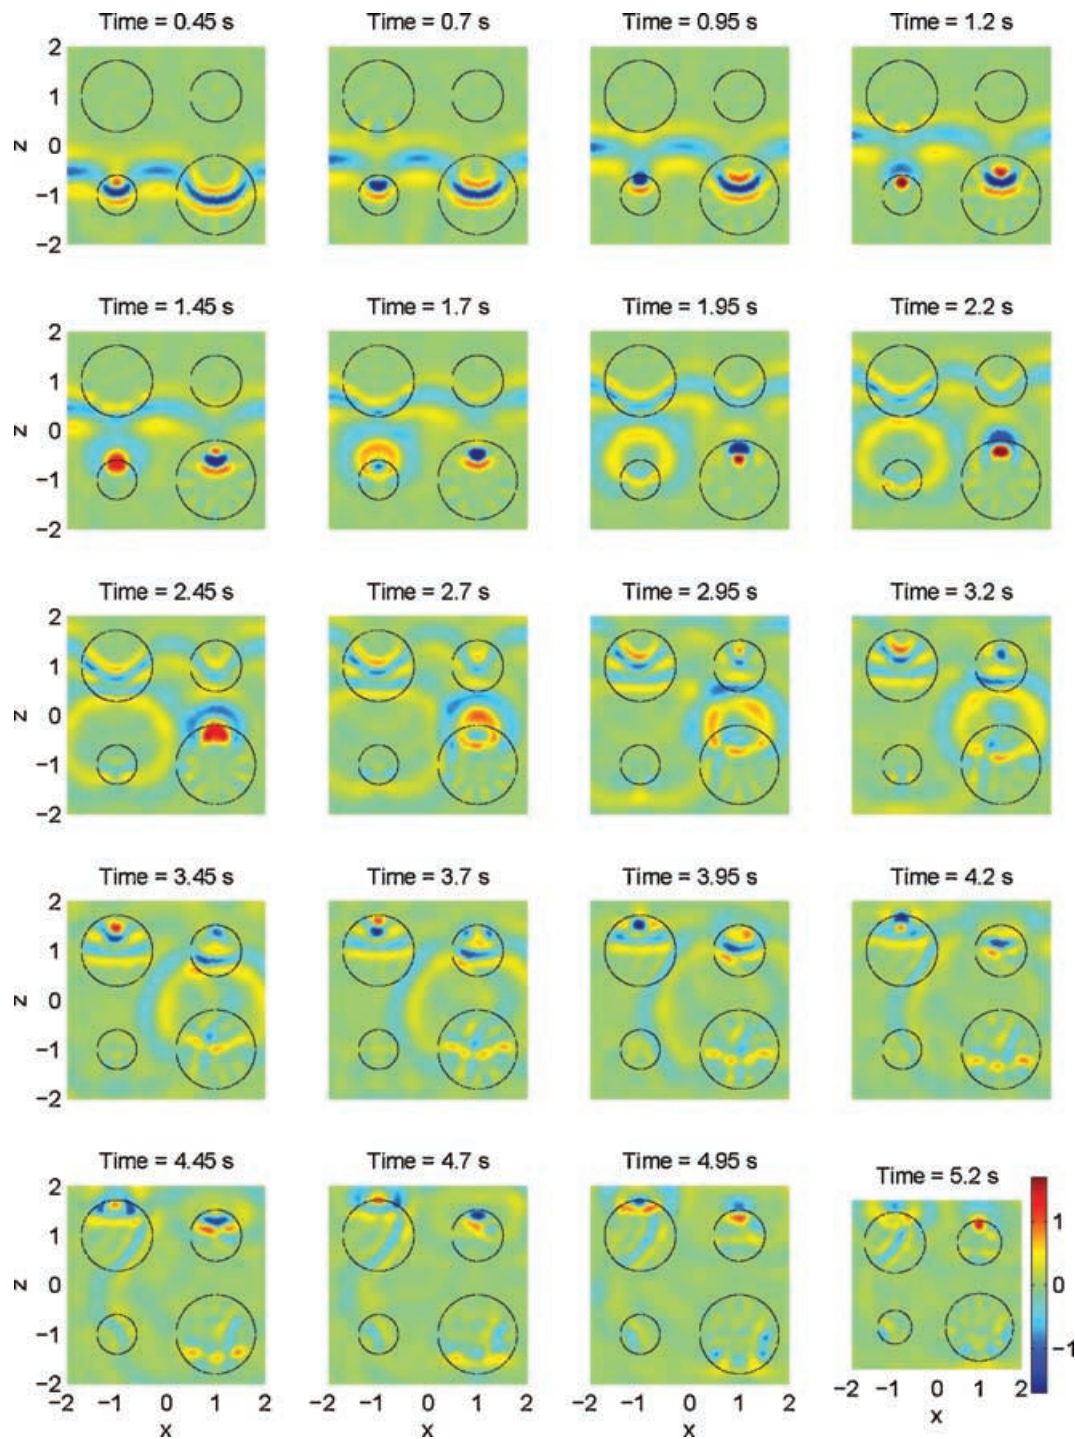 Time = 0.45 s Time = 0.7 s Time = 0.95 s Time = 1.2 s
2
1
z 0
−1
−2
Time = 1.45 s Time = 1.7 s Time = 1.95 s Time = 2.2 s
2
1
z 0
−1
−2
Time = 2.45 s Time = 2.7 s Time = 2.95 s Time = 3.2 s
2
1
z 0
−1
−2
Time = 3.45 s Time = 3.7 s Time = 3.95 s Time = 4.2 s
2
1
z 0
−1
−2
Time = 4.45 s Time = 4.7 s Time = 4.95 s Time = 5.2 s
2
1
z 0
−1
−2
1
0
−1
−2 −1 0 1 2 −2 −1 0 1 2 −2 −1 0 1 2 −2 −1 0 1 2
x x x x